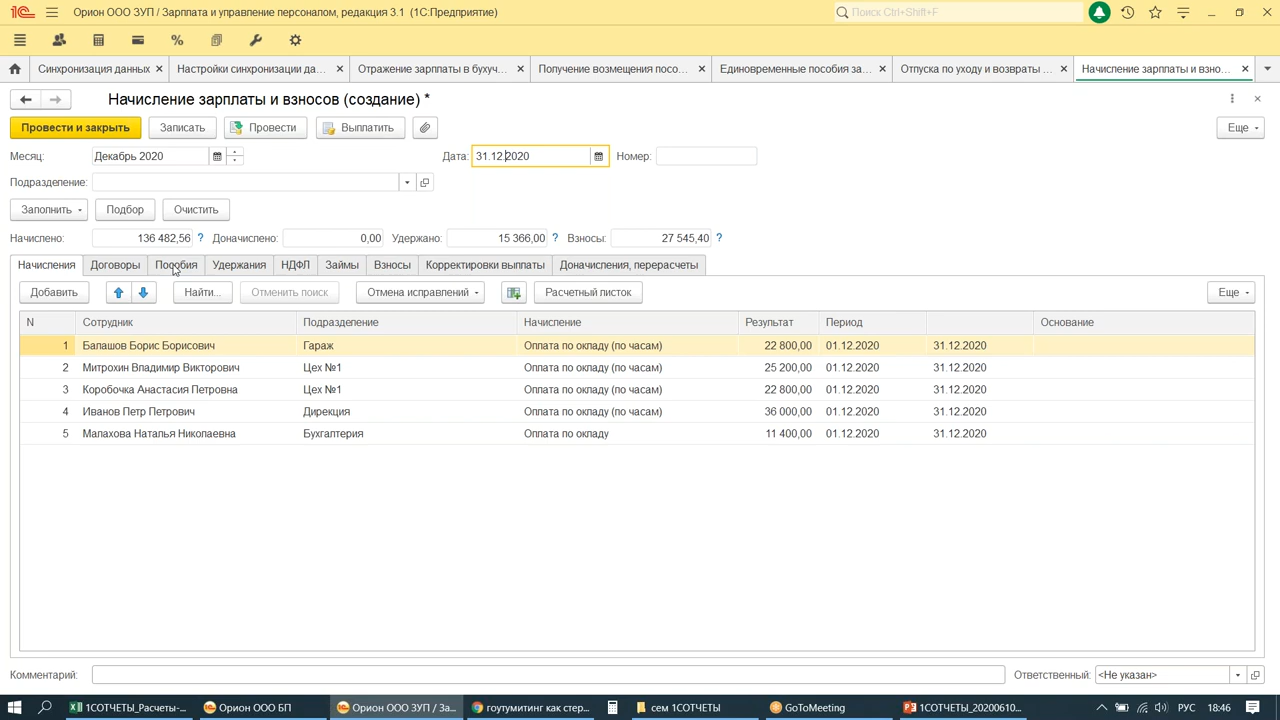 Орион ООО ЗУП / Зарплата и управление персоналом, редакция 3.1 (1С:Предприятие)
Поиск Ctrl+Shift+F
Синхронизация данных
Настройки синхронизации да...
Отражение зарплаты в бухуч...
Получение возмещения посо...
Единовременные пособия за...
Отпуска по уходу и возвраты ...
Начисление зарплаты и взно...
Начисление зарплаты и взносов (создание) *
Провести и закрыть
Записать
Провести
Выплатить
Еще
Месяц:
Декабрь 2020
Дата:
31.12.2020
Номер:
Подразделение:
Заполнить
Подбор
Очистить
Начислено: 136 482,56 ? Доначислено: 0,00 Удержано: 15 366,00 ? Взносы: 27 545,40 ?
Начисления Договоры Пособия Удержания НДФЛ Займы Взносы Корректировки выплаты Доначисления, перерасчеты
Добавить
Найти...
Отменить поиск
Отмена исправлений
Расчетный листок
Еще
N Сотрудник Подразделение Начисление Результат Период Основание
1 Балашов Борис Борисович Гараж Оплата по окладу (по часам) 22 800,00 01.12.2020 31.12.2020
2 Митрохин Владимир Викторович Цех №1 Оплата по окладу (по часам) 25 200,00 01.12.2020 31.12.2020
3 Коробочка Анастасия Петровна Цех №1 Оплата по окладу (по часам) 22 800,00 01.12.2020 31.12.2020
4 Иванов Петр Петрович Дирекция Оплата по окладу (по часам) 36 000,00 01.12.2020 31.12.2020
5 Малахова Наталья Николаевна Бухгалтерия Оплата по окладу 11 400,00 01.12.2020 31.12.2020
Комментарий:
Ответственный:
<Не указан>
1СОТЧЕТЫ_Расчеты-...
Орион ООО БП
Орион ООО ЗУП / За...
гоутумитинг как стер...
сем 1СОТЧЕТЫ
GoToMeeting
1СОТЧЕТЫ_20200610...
РУС
18:46